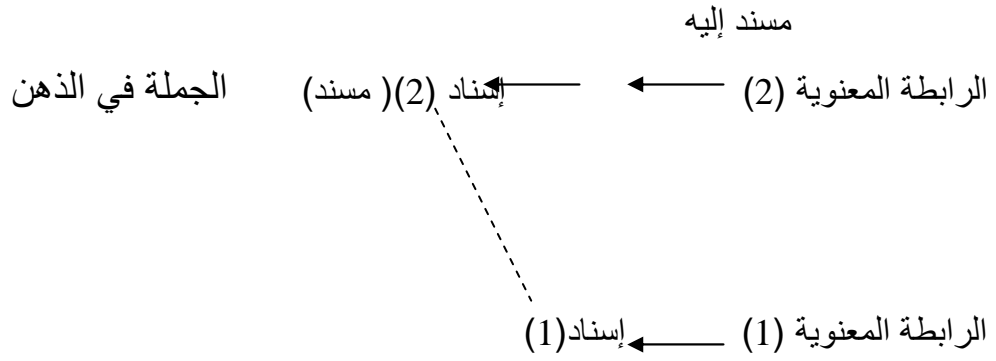 مسند إليه
الرابطة المعنوية (2) إسناد (2)( مسند) الجملة في الذهن
الرابطة المعنوية (1) إسناد(1)